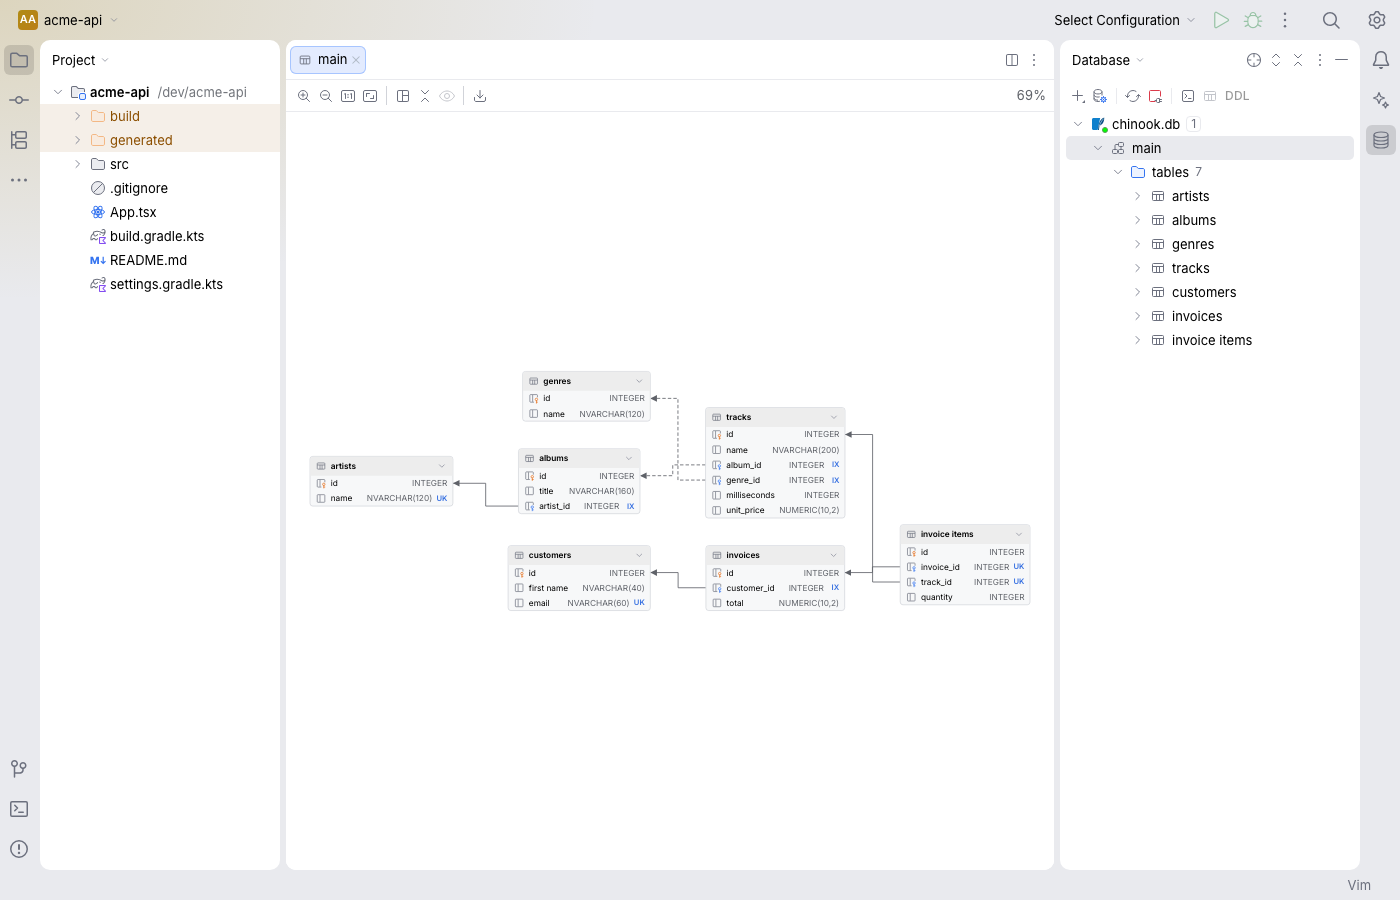 AA acme-api
Select Configuration
Project
acme-api /dev/acme-api
build
generated
src
.gitignore
App.tsx
build.gradle.kts
M↓ README.md
settings.gradle.kts
main
1:1
69%
genres
id INTEGER
name NVARCHAR(120)
tracks
id INTEGER
name NVARCHAR(200)
album_id INTEGER IX
genre_id INTEGER IX
milliseconds INTEGER
unit_price NUMERIC(10,2)
artists
id INTEGER
name NVARCHAR(120) UK
albums
id INTEGER
title NVARCHAR(160)
artist_id INTEGER IX
customers
id INTEGER
first name NVARCHAR(40)
email NVARCHAR(60) UK
invoices
id INTEGER
customer_id INTEGER IX
total NUMERIC(10,2)
invoice items
id INTEGER
invoice_id INTEGER UK
track_id INTEGER UK
quantity INTEGER
Database
DDL
chinook.db 1
main
tables 7
artists
albums
genres
tracks
customers
invoices
invoice items
Vim